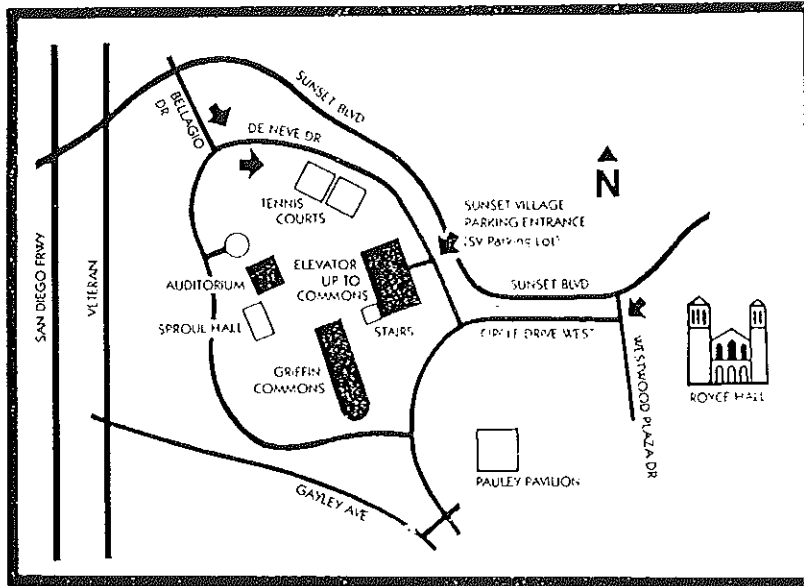 SUNSET BLVD
BELLAGIO
DR
DE NEVE DR
N
TENNIS
COURTS
SUNSET VILLAGE
PARKING ENTRANCE
(SV Parking Lot)
AUDITORIUM
ELEVATOR
UP TO
COMMONS
SUNSET BLVD
SAN DIEGO FRWY
VETERAN
SPROUL HALL
STAIRS
CIRCLE DRIVE WEST
GRIFFIN
COMMONS
WESTWOOD PLAZA DR
ROYCE HALL
PAULEY PAVILION
GAYLEY AVE